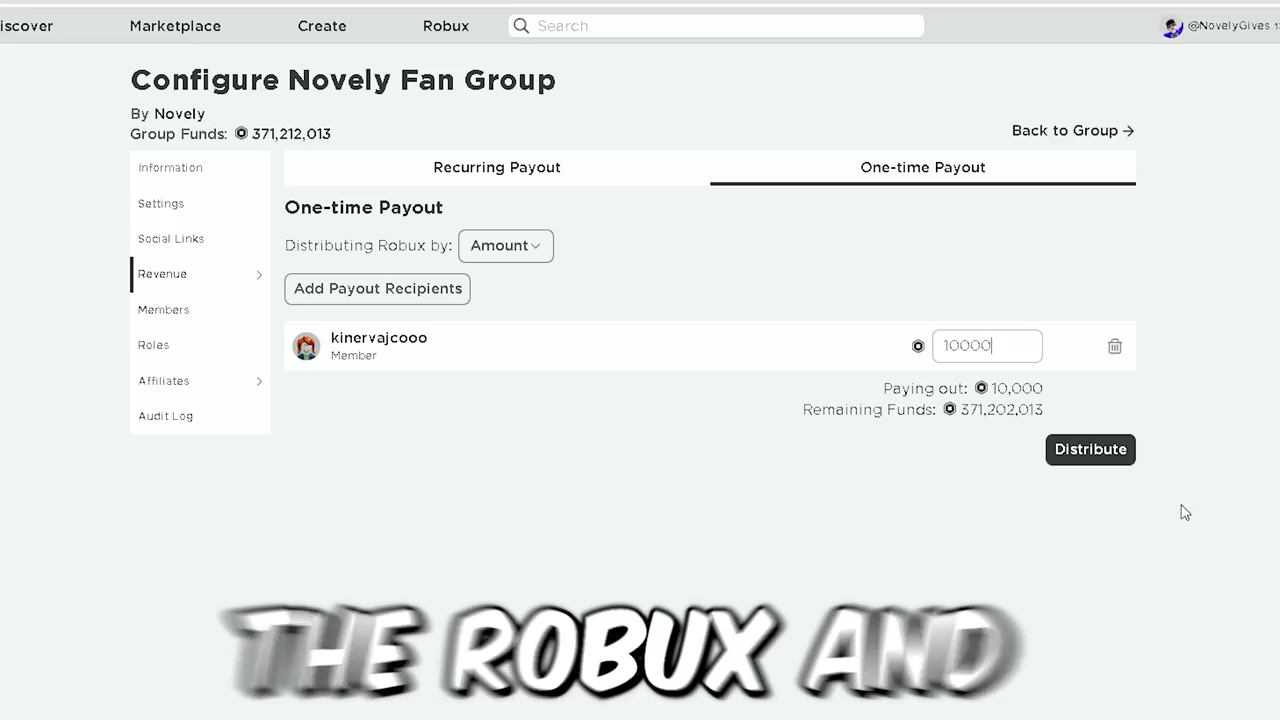 iscover Marketplace Create Robux Search @NovelyGives
Configure Novely Fan Group
By Novely
Group Funds: 371,212,013
Back to Group →
Information
Settings
Social Links
Revenue
Members
Roles
Affiliates
Audit Log
Recurring Payout One-time Payout
One-time Payout
Distributing Robux by: Amount
Add Payout Recipients
kinervajcooo
Member
10000
Paying out: 10,000
Remaining Funds: 371,202,013
Distribute
THE ROBUX AND